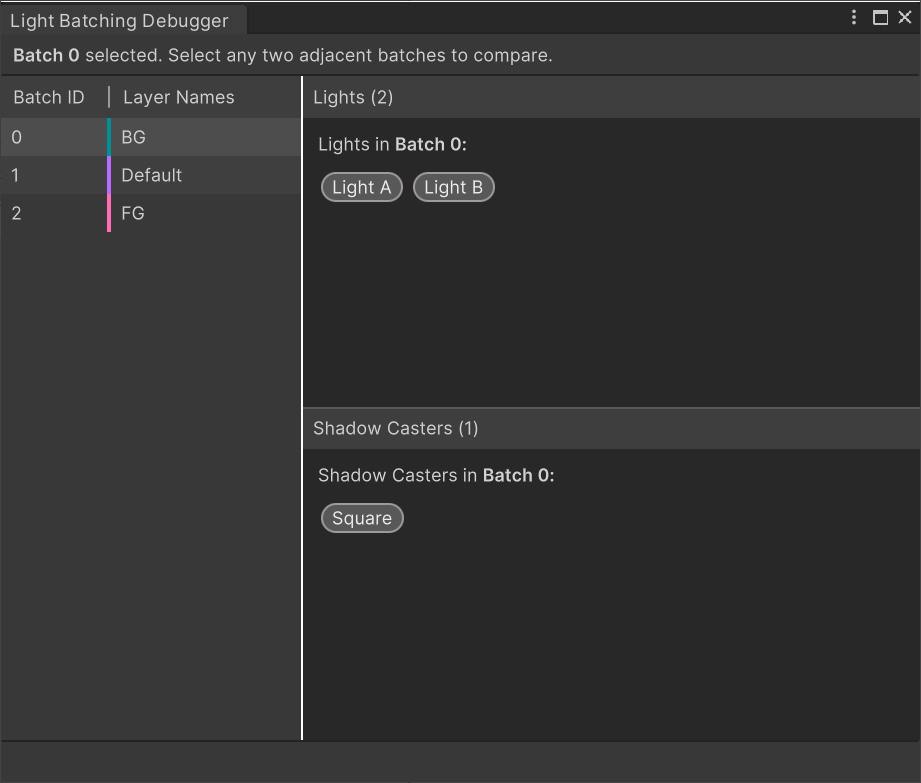 Light Batching Debugger
Batch 0 selected. Select any two adjacent batches to compare.
Batch ID Layer Names
0 BG
1 Default
2 FG
Lights (2)
Lights in Batch 0:
Light A Light B
Shadow Casters (1)
Shadow Casters in Batch 0:
Square